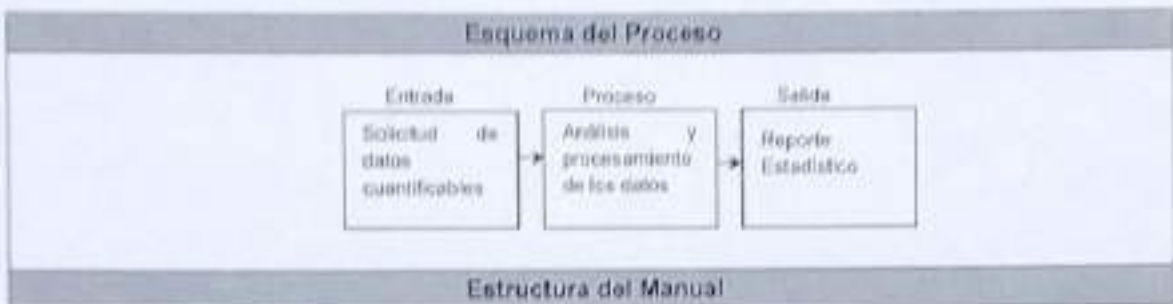 Esquema del Proceso
Entrada
Proceso
Salida
Solicitud de
datos
cuantificables
Análisis y
procesamiento
de los datos
Reporte
Estadístico
Estructura del Manual